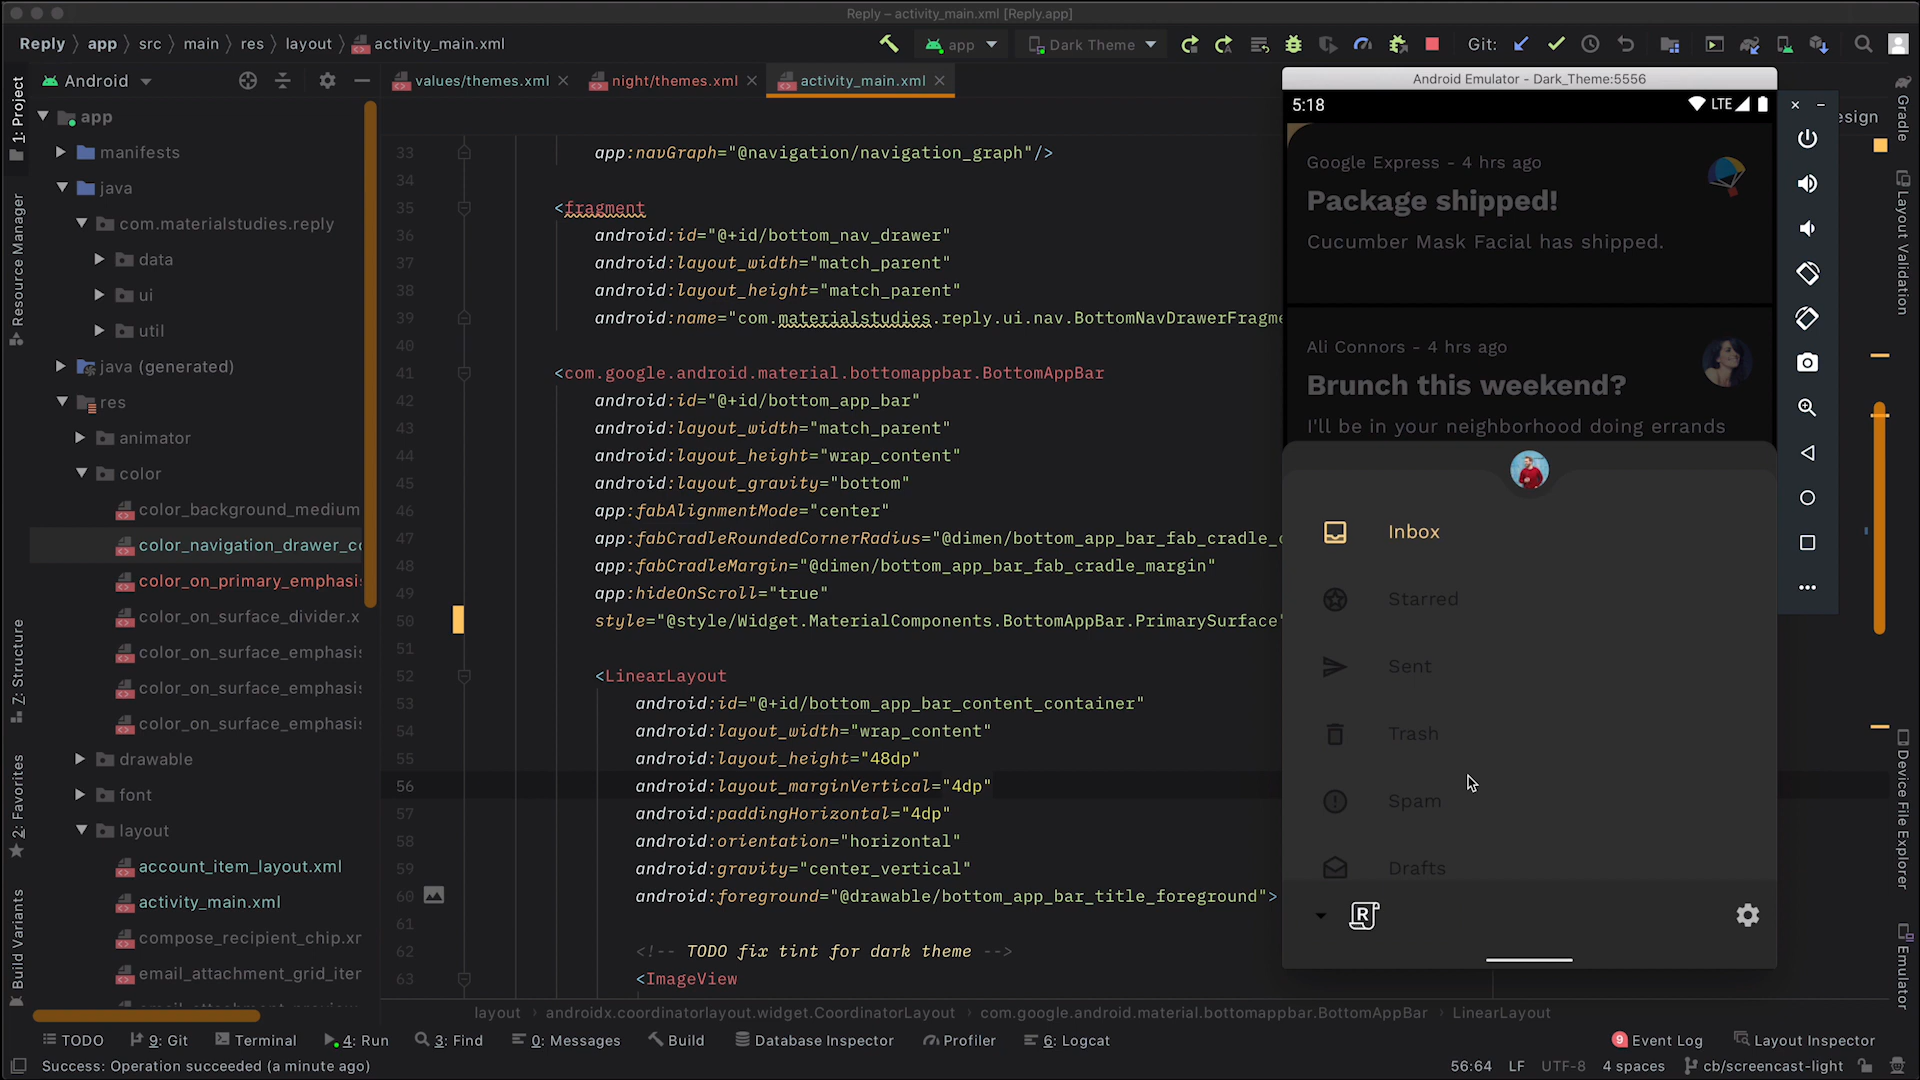 Reply – activity_main.xml [Reply.app]
Reply app src main res layout activity_main.xml
app Dark Theme Git:
Android
values/themes.xml night/themes.xml activity_main.xml
Android Emulator - Dark_Theme:5556
1: Project
Resource Manager
Z: Structure
2: Favorites
Build Variants
app
manifests
java
com.materialstudies.reply
data
ui
util
java (generated)
res
animator
color
color_background_medium
color_navigation_drawer_c
color_on_primary_emphasi
color_on_surface_divider.x
color_on_surface_emphasi
color_on_surface_emphasi
color_on_surface_emphasi
drawable
font
layout
account_item_layout.xml
activity_main.xml
compose_recipient_chip.xm
email_attachment_grid_iter
33 app:navGraph="@navigation/navigation_graph"/>
34
35 <fragment
36 android:id="@+id/bottom_nav_drawer"
37 android:layout_width="match_parent"
38 android:layout_height="match_parent"
39 android:name="com.materialstudies.reply.ui.nav.BottomNavDrawerFragme
40
41 <com.google.android.material.bottomappbar.BottomAppBar
42 android:id="@+id/bottom_app_bar"
43 android:layout_width="match_parent"
44 android:layout_height="wrap_content"
45 android:layout_gravity="bottom"
46 app:fabAlignmentMode="center"
47 app:fabCradleRoundedCornerRadius="@dimen/bottom_app_bar_fab_cradle_c
48 app:fabCradleMargin="@dimen/bottom_app_bar_fab_cradle_margin"
49 app:hideOnScroll="true"
50 style="@style/Widget.MaterialComponents.BottomAppBar.PrimarySurface"
51
52 <LinearLayout
53 android:id="@+id/bottom_app_bar_content_container"
54 android:layout_width="wrap_content"
55 android:layout_height="48dp"
56 android:layout_marginVertical="4dp"
57 android:paddingHorizontal="4dp"
58 android:orientation="horizontal"
59 android:gravity="center_vertical"
60 android:foreground="@drawable/bottom_app_bar_title_foreground">
61
62 <!-- TODO fix tint for dark theme -->
63 <ImageView
5:18 LTE
Google Express - 4 hrs ago
Package shipped!
Cucumber Mask Facial has shipped.
Ali Connors - 4 hrs ago
Brunch this weekend?
I'll be in your neighborhood doing errands
Inbox
Starred
Sent
Trash
Spam
Drafts
R
esign
Gradle
Layout Validation
Device File Explorer
Emulator
layout androidx.coordinatorlayout.widget.CoordinatorLayout com.google.android.material.bottomappbar.BottomAppBar LinearLayout
TODO 9: Git Terminal 4: Run 3: Find 0: Messages Build Database Inspector Profiler 6: Logcat 9 Event Log Layout Inspector
Success: Operation succeeded (a minute ago) 56:64 LF UTF-8 4 spaces cb/screencast-light